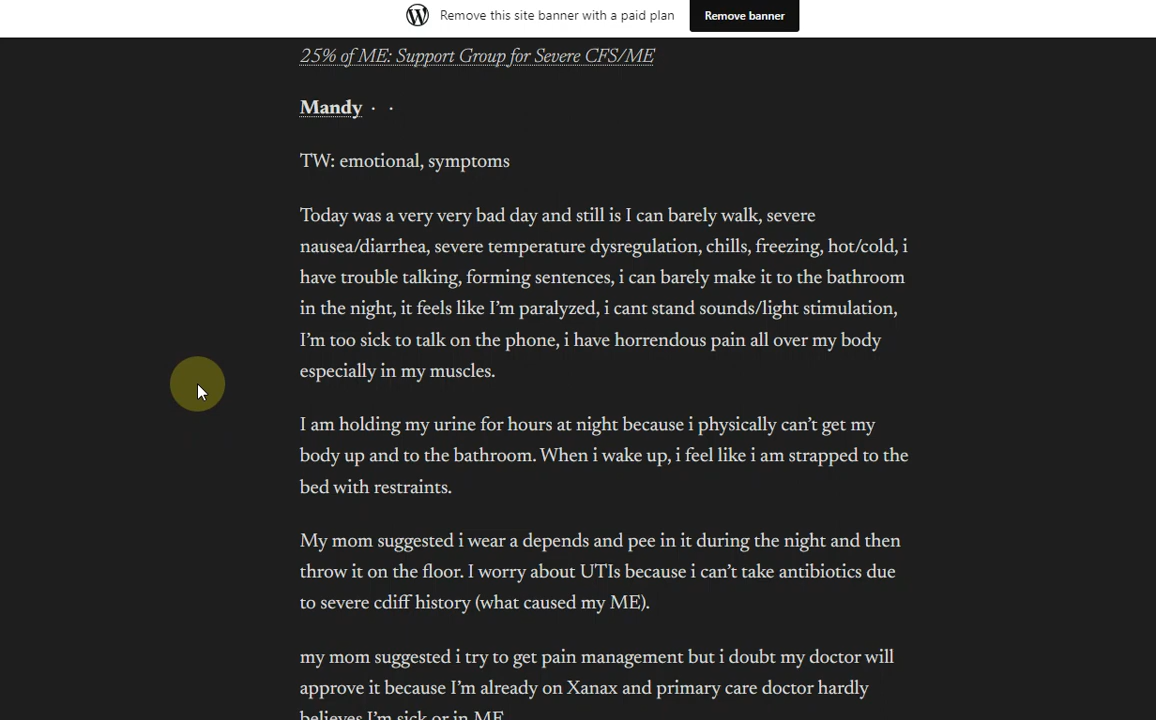 Remove this site banner with a paid plan
Remove banner
25% of ME: Support Group for Severe CFS/ME
Mandy · ·
TW: emotional, symptoms
Today was a very very bad day and still is I can barely walk, severe
nausea/diarrhea, severe temperature dysregulation, chills, freezing, hot/cold, i
have trouble talking, forming sentences, i can barely make it to the bathroom
in the night, it feels like I’m paralyzed, i cant stand sounds/light stimulation,
I’m too sick to talk on the phone, i have horrendous pain all over my body
especially in my muscles.
I am holding my urine for hours at night because i physically can’t get my
body up and to the bathroom. When i wake up, i feel like i am strapped to the
bed with restraints.
My mom suggested i wear a depends and pee in it during the night and then
throw it on the floor. I worry about UTIs because i can’t take antibiotics due
to severe cdiff history (what caused my ME).
my mom suggested i try to get pain management but i doubt my doctor will
approve it because I’m already on Xanax and primary care doctor hardly
believes I’m sick or in ME